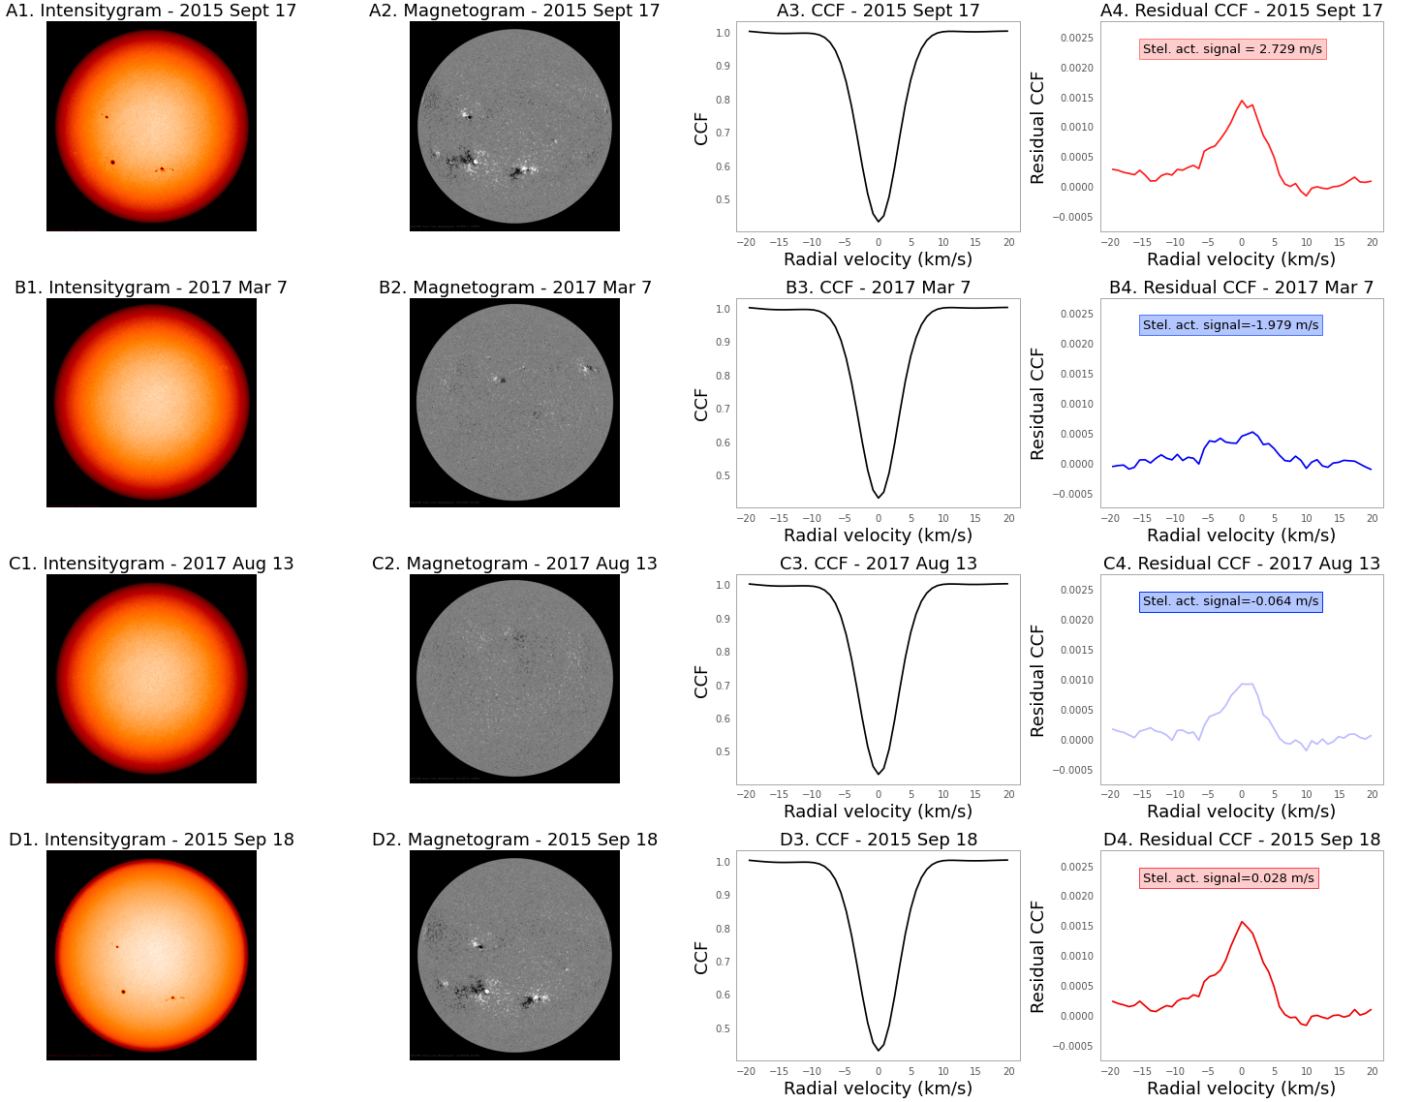 A1. Intensitygram - 2015 Sept 17
A2. Magnetogram - 2015 Sept 17
A3. CCF - 2015 Sept 17
A4. Residual CCF - 2015 Sept 17
CCF
1.0
0.9
0.8
0.7
0.6
0.5
−20 −15 −10 −5 0 5 10 15 20
Radial velocity (km/s)
Residual CCF
0.0025
0.0020
0.0015
0.0010
0.0005
0.0000
−0.0005
Stel. act. signal = 2.729 m/s
−20 −15 −10 −5 0 5 10 15 20
Radial velocity (km/s)
B1. Intensitygram - 2017 Mar 7
B2. Magnetogram - 2017 Mar 7
B3. CCF - 2017 Mar 7
B4. Residual CCF - 2017 Mar 7
CCF
1.0
0.9
0.8
0.7
0.6
0.5
−20 −15 −10 −5 0 5 10 15 20
Radial velocity (km/s)
Residual CCF
0.0025
0.0020
0.0015
0.0010
0.0005
0.0000
−0.0005
Stel. act. signal=-1.979 m/s
−20 −15 −10 −5 0 5 10 15 20
Radial velocity (km/s)
C1. Intensitygram - 2017 Aug 13
C2. Magnetogram - 2017 Aug 13
C3. CCF - 2017 Aug 13
C4. Residual CCF - 2017 Aug 13
CCF
1.0
0.9
0.8
0.7
0.6
0.5
−20 −15 −10 −5 0 5 10 15 20
Radial velocity (km/s)
Residual CCF
0.0025
0.0020
0.0015
0.0010
0.0005
0.0000
−0.0005
Stel. act. signal=-0.064 m/s
−20 −15 −10 −5 0 5 10 15 20
Radial velocity (km/s)
D1. Intensitygram - 2015 Sep 18
D2. Magnetogram - 2015 Sep 18
D3. CCF - 2015 Sep 18
D4. Residual CCF - 2015 Sep 18
CCF
1.0
0.9
0.8
0.7
0.6
0.5
−20 −15 −10 −5 0 5 10 15 20
Radial velocity (km/s)
Residual CCF
0.0025
0.0020
0.0015
0.0010
0.0005
0.0000
−0.0005
Stel. act. signal=0.028 m/s
−20 −15 −10 −5 0 5 10 15 20
Radial velocity (km/s)